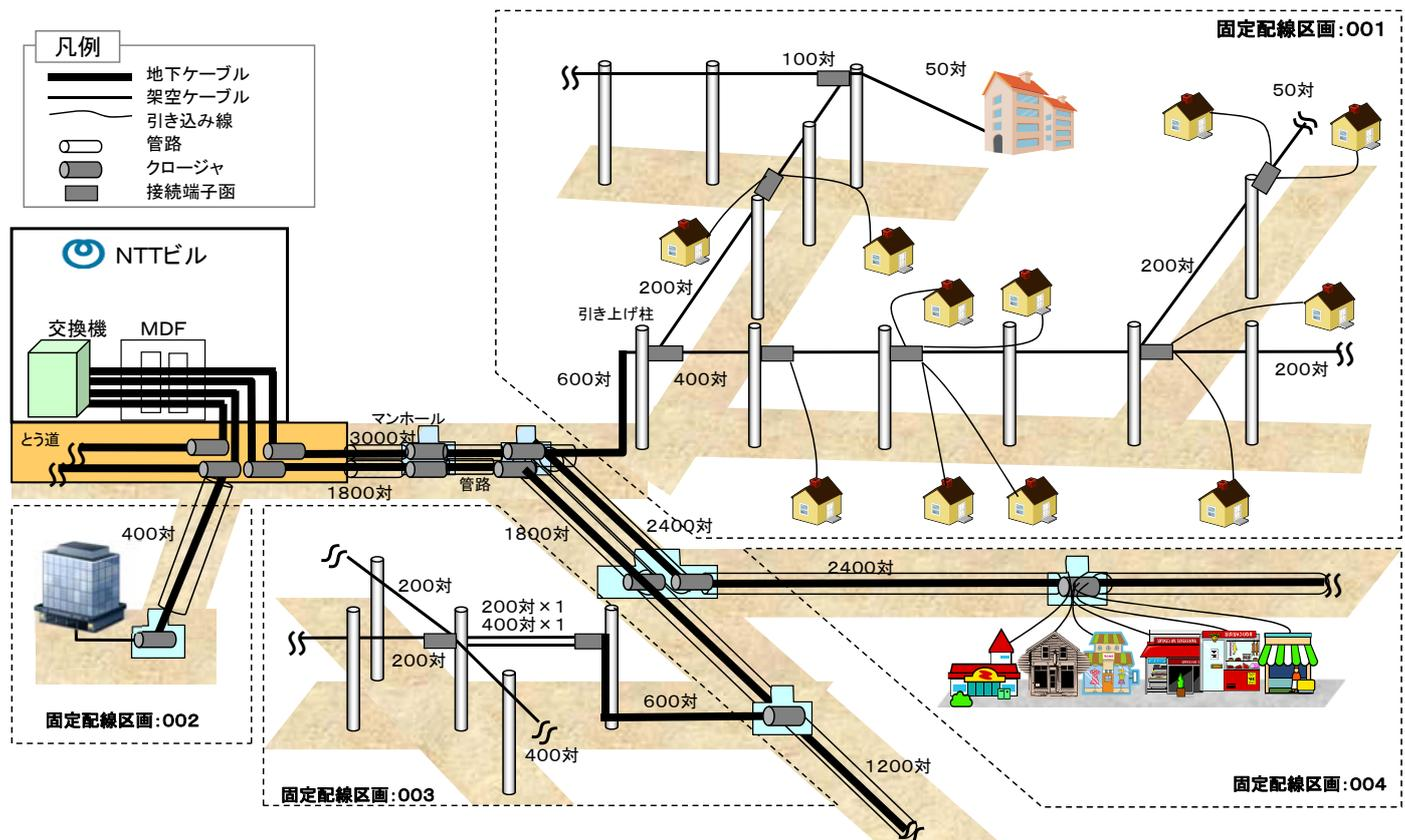 固定配線区画:001
凡例
地下ケーブル
架空ケーブル
引き込み線
管路
クロージャ
接続端子函
100対
50対
50対
NTTビル
200対
200対
引き上げ柱
交換機
MDF
600対
400対
200対
とう道
マンホール
3000対
1800対
管路
400対
1800対
2400対
2400対
200対
200対×1
400対×1
200対
600対
400対
1200対
固定配線区画:002
固定配線区画:003
固定配線区画:004